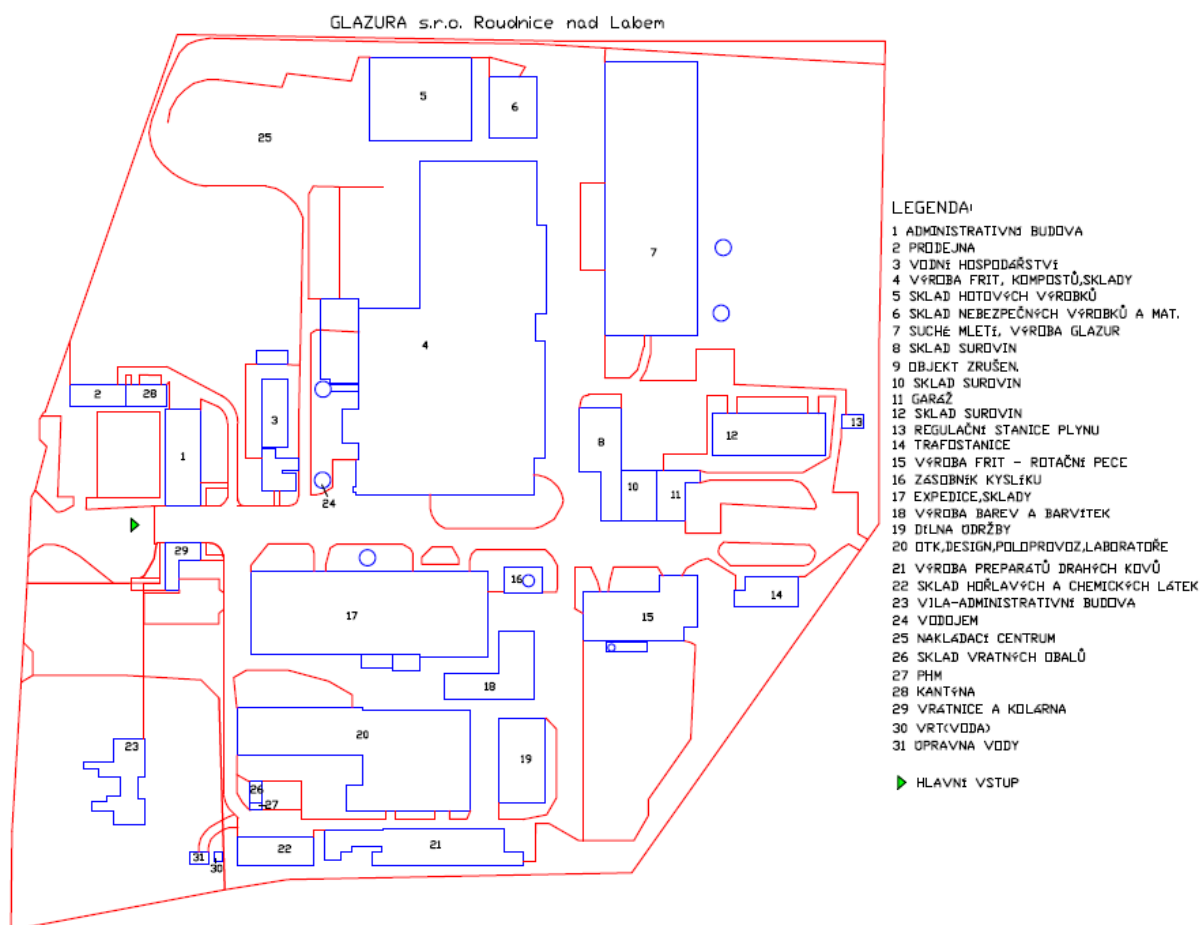 GLAZURA s.r.o. Roudnice nad Labem
5
6
25
7
4
2
28
3
1
8
12
13
10
11
24
29
16
14
17
15
18
20
19
23
26
27
22
21
31
30
LEGENDA:
1 ADMINISTRATIVNÍ BUDOVA
2 PRODEJNA
3 VODNÍ HOSPODÁŘSTVÍ
4 VÝROBA FRIT, KOMPOSTŮ,SKLADY
5 SKLAD HOTOVÝCH VÝROBKŮ
6 SKLAD NEBEZPEČNÝCH VÝROBKŮ A MAT.
7 SUCHÉ MLETÍ, VÝROBA GLAZUR
8 SKLAD SUROVIN
9 OBJEKT ZRUŠEN.
10 SKLAD SUROVIN
11 GARÁŽ
12 SKLAD SUROVIN
13 REGULAČNÍ STANICE PLYNU
14 TRAFOSTANICE
15 VÝROBA FRIT - ROTAČNÍ PECE
16 ZÁSOBNÍK KYSLÍKU
17 EXPEDICE,SKLADY
18 VÝROBA BAREV A BARVÍTEK
19 DÍLNA ÚDRŽBY
20 OTK,DESIGN,POLOPROVOZ,LABORATOŘE
21 VÝROBA PREPARÁTŮ DRAHÝCH KOVŮ
22 SKLAD HOŘLAVÝCH A CHEMICKÝCH LÁTEK
23 VILA-ADMINISTRATIVNÍ BUDOVA
24 VODOJEM
25 NAKLÁDACÍ CENTRUM
26 SKLAD VRATNÝCH OBALŮ
27 PHM
28 KANTÝNA
29 VRÁTNICE A KOLÁRNA
30 VRT(VODA)
31 ÚPRAVNA VODY
HLAVNÍ VSTUP